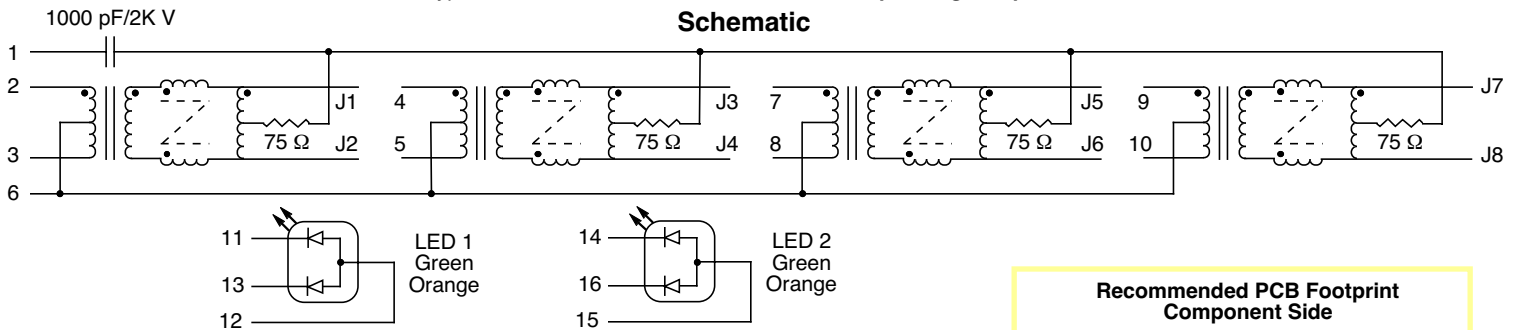 1000 pF/2K V
Schematic
1
2
3
6
J1
J2
75 Ω
4
5
J3
J4
75 Ω
7
8
J5
J6
75 Ω
9
10
J7
J8
75 Ω
11
13
12
LED 1
Green
Orange
14
16
15
LED 2
Green
Orange
Recommended PCB Footprint
Component Side